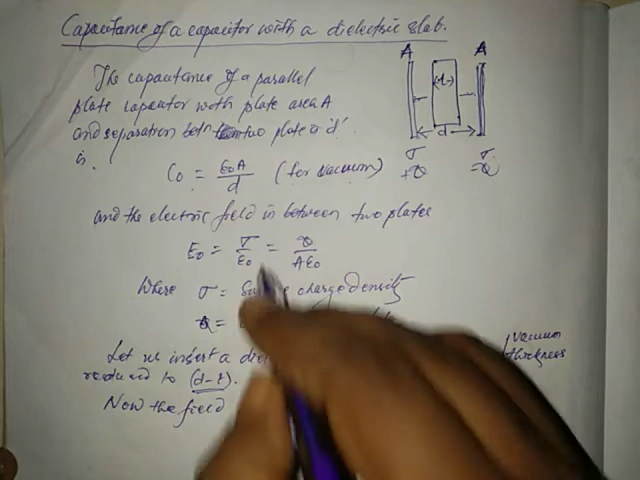 Capacitance of a capacitor with a dielectric slab.
The capacitance of a parallel
plate capacitor with plate area A
and separation betn two plate is 'd'
is.
C0 = ε0A/d (for vacuum)
A A
(t)
d
σ σ
+Q -Q
and the electric field in between two plates
E0 = σ/ε0 = Q/Aε0
Where σ = charge density
Q =
Let us insert a
vacuum
thickness
reduced to (d-t).
Now the field